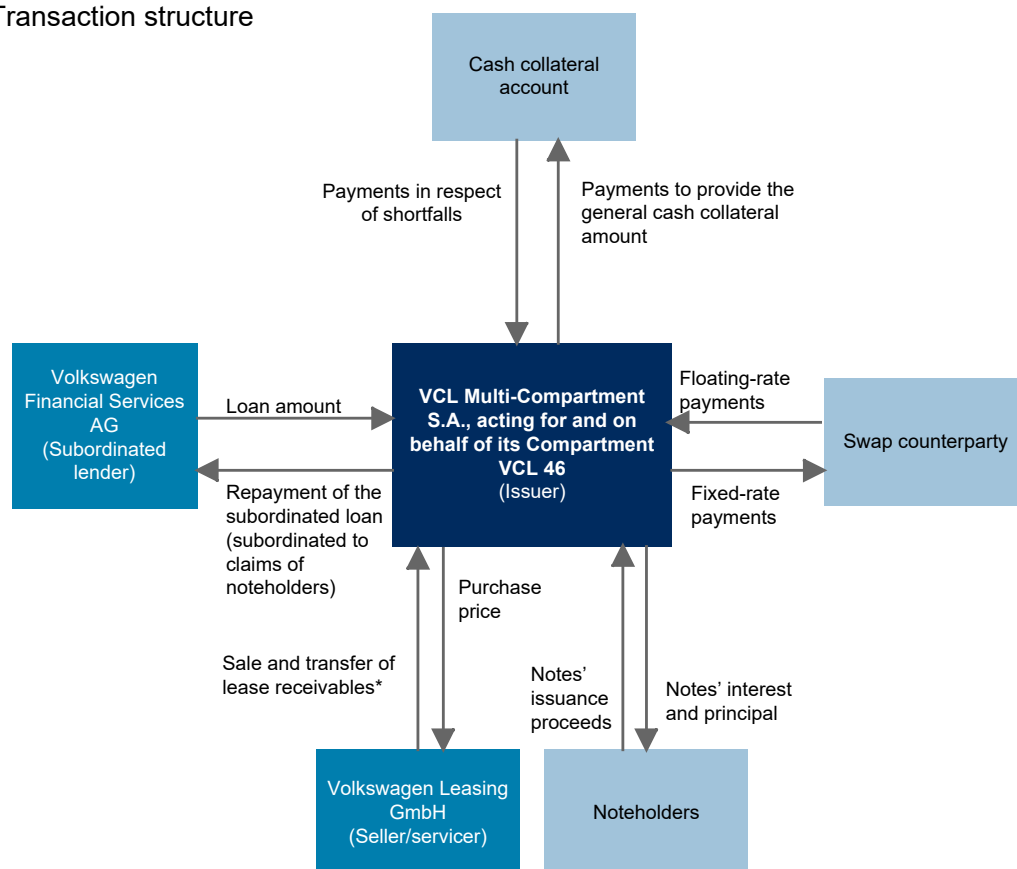 Transaction structure
Cash collateral
account
Payments in respect
of shortfalls
Payments to provide the
general cash collateral
amount
Volkswagen
Financial Services
AG
(Subordinated
lender)
Loan amount
VCL Multi-Compartment
S.A., acting for and on
behalf of its Compartment
VCL 46
(Issuer)
Floating-rate
payments
Swap counterparty
Repayment of the
subordinated loan
(subordinated to
claims of
noteholders)
Fixed-rate
payments
Purchase
price
Sale and transfer of
lease receivables*
Notes’
issuance
proceeds
Notes’ interest
and principal
Volkswagen Leasing
GmbH
(Seller/servicer)
Noteholders